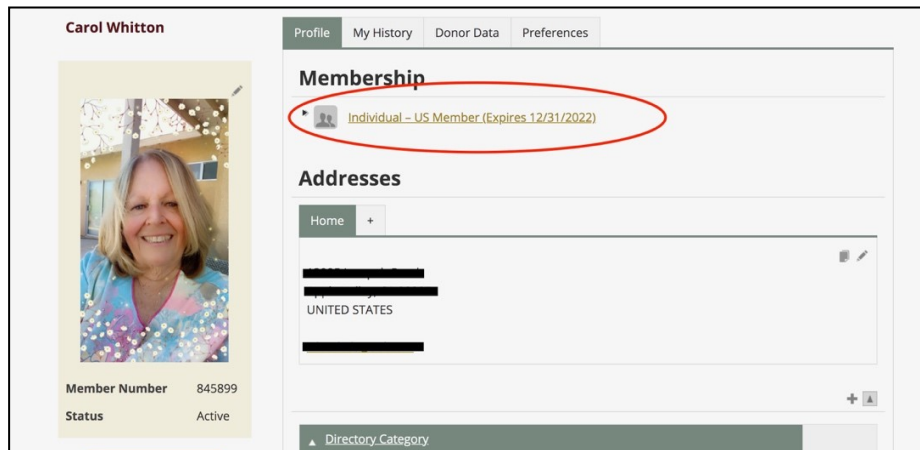 Carol Whitton
Profile My History Donor Data Preferences
Membership
Individual – US Member (Expires 12/31/2022)
Addresses
Home +
UNITED STATES
Member Number 845899
Status Active
Directory Category